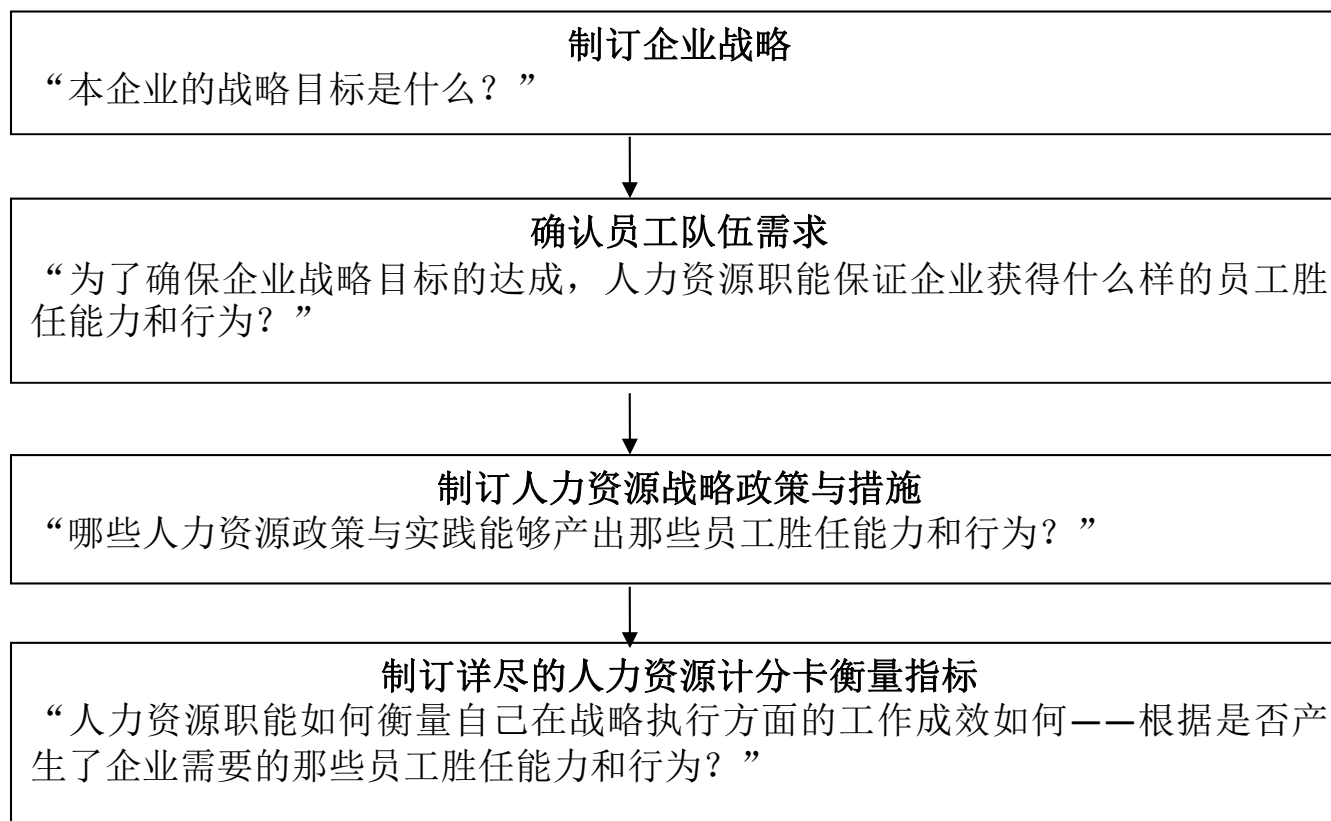 制订企业战略
“本企业的战略目标是什么？”
确认员工队伍需求
“为了确保企业战略目标的达成，人力资源职能保证企业获得什么样的员工胜
任能力和行为？”
制订人力资源战略政策与措施
“哪些人力资源政策与实践能够产出那些员工胜任能力和行为？”
制订详尽的人力资源计分卡衡量指标
“人力资源职能如何衡量自己在战略执行方面的工作成效如何——根据是否产
生了企业需要的那些员工胜任能力和行为？”